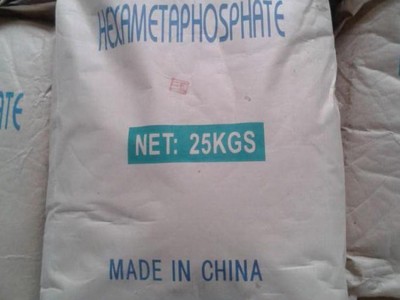 HEXAMETAPHOSPHATE
NET: 25KGS
MADE IN CHINA
ATE